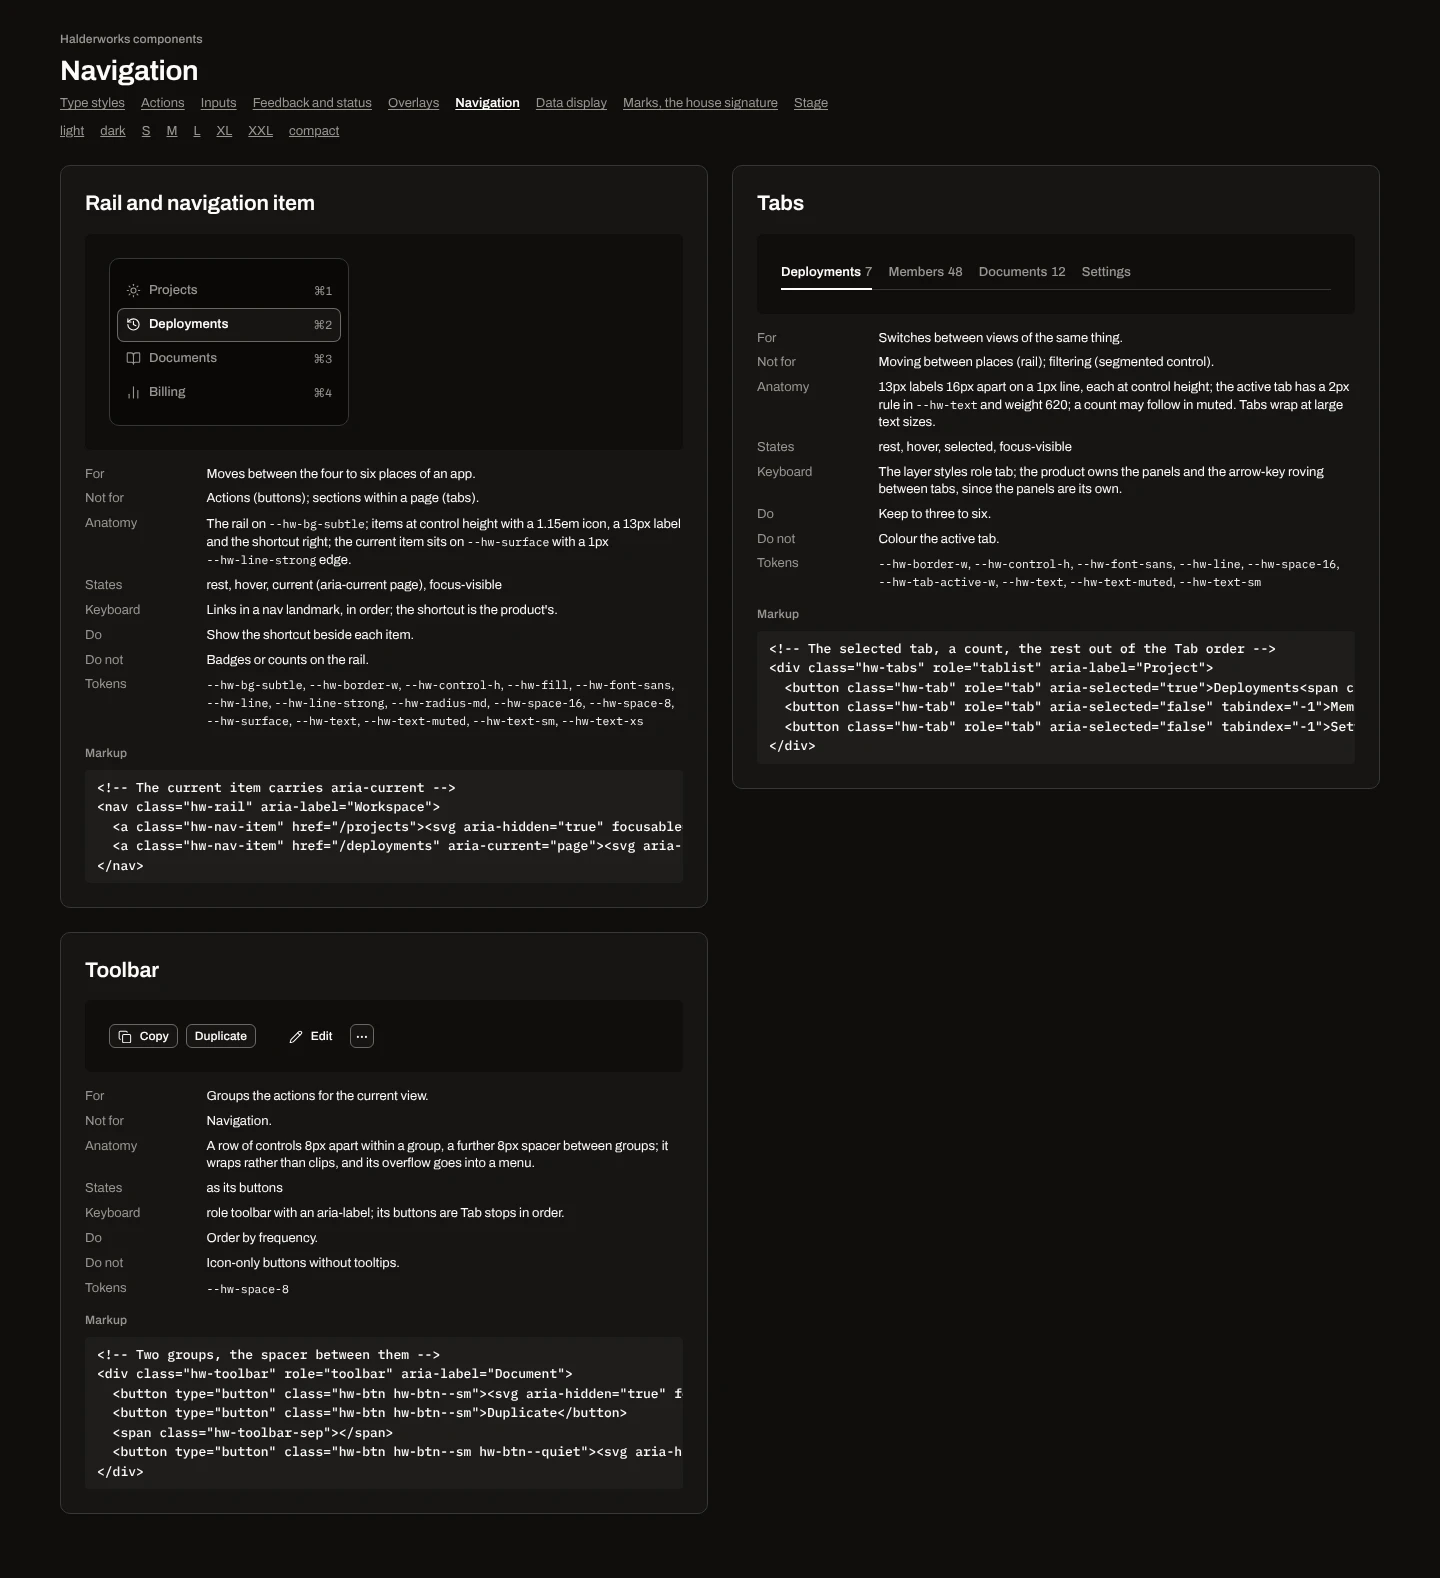 Halderworks components
Navigation
Type styles Actions Inputs Feedback and status Overlays Navigation Data display Marks, the house signature Stage
light dark S M L XL XXL compact
Rail and navigation item
Projects ⌘1
Deployments ⌘2
Documents ⌘3
Billing ⌘4
For Moves between the four to six places of an app.
Not for Actions (buttons); sections within a page (tabs).
Anatomy The rail on --hw-bg-subtle; items at control height with a 1.15em icon, a 13px label
and the shortcut right; the current item sits on --hw-surface with a 1px
--hw-line-strong edge.
States rest, hover, current (aria-current page), focus-visible
Keyboard Links in a nav landmark, in order; the shortcut is the product's.
Do Show the shortcut beside each item.
Do not Badges or counts on the rail.
Tokens --hw-bg-subtle, --hw-border-w, --hw-control-h, --hw-fill, --hw-font-sans,
--hw-line, --hw-line-strong, --hw-radius-md, --hw-space-16, --hw-space-8,
--hw-surface, --hw-text, --hw-text-muted, --hw-text-sm, --hw-text-xs
Markup
<!-- The current item carries aria-current -->
<nav class="hw-rail" aria-label="Workspace">
<a class="hw-nav-item" href="/projects"><svg aria-hidden="true" focusable
<a class="hw-nav-item" href="/deployments" aria-current="page"><svg aria-
</nav>
Tabs
Deployments 7 Members 48 Documents 12 Settings
For Switches between views of the same thing.
Not for Moving between places (rail); filtering (segmented control).
Anatomy 13px labels 16px apart on a 1px line, each at control height; the active tab has a 2px
rule in --hw-text and weight 620; a count may follow in muted. Tabs wrap at large
text sizes.
States rest, hover, selected, focus-visible
Keyboard The layer styles role tab; the product owns the panels and the arrow-key roving
between tabs, since the panels are its own.
Do Keep to three to six.
Do not Colour the active tab.
Tokens --hw-border-w, --hw-control-h, --hw-font-sans, --hw-line, --hw-space-16,
--hw-tab-active-w, --hw-text, --hw-text-muted, --hw-text-sm
Markup
<!-- The selected tab, a count, the rest out of the Tab order -->
<div class="hw-tabs" role="tablist" aria-label="Project">
<button class="hw-tab" role="tab" aria-selected="true">Deployments<span c
<button class="hw-tab" role="tab" aria-selected="false" tabindex="-1">Mem
<button class="hw-tab" role="tab" aria-selected="false" tabindex="-1">Set
</div>
Toolbar
Copy Duplicate Edit ...
For Groups the actions for the current view.
Not for Navigation.
Anatomy A row of controls 8px apart within a group, a further 8px spacer between groups; it
wraps rather than clips, and its overflow goes into a menu.
States as its buttons
Keyboard role toolbar with an aria-label; its buttons are Tab stops in order.
Do Order by frequency.
Do not Icon-only buttons without tooltips.
Tokens --hw-space-8
Markup
<!-- Two groups, the spacer between them -->
<div class="hw-toolbar" role="toolbar" aria-label="Document">
<button type="button" class="hw-btn hw-btn--sm"><svg aria-hidden="true" f
<button type="button" class="hw-btn hw-btn--sm">Duplicate</button>
<span class="hw-toolbar-sep"></span>
<button type="button" class="hw-btn hw-btn--sm hw-btn--quiet"><svg aria-h
</div>